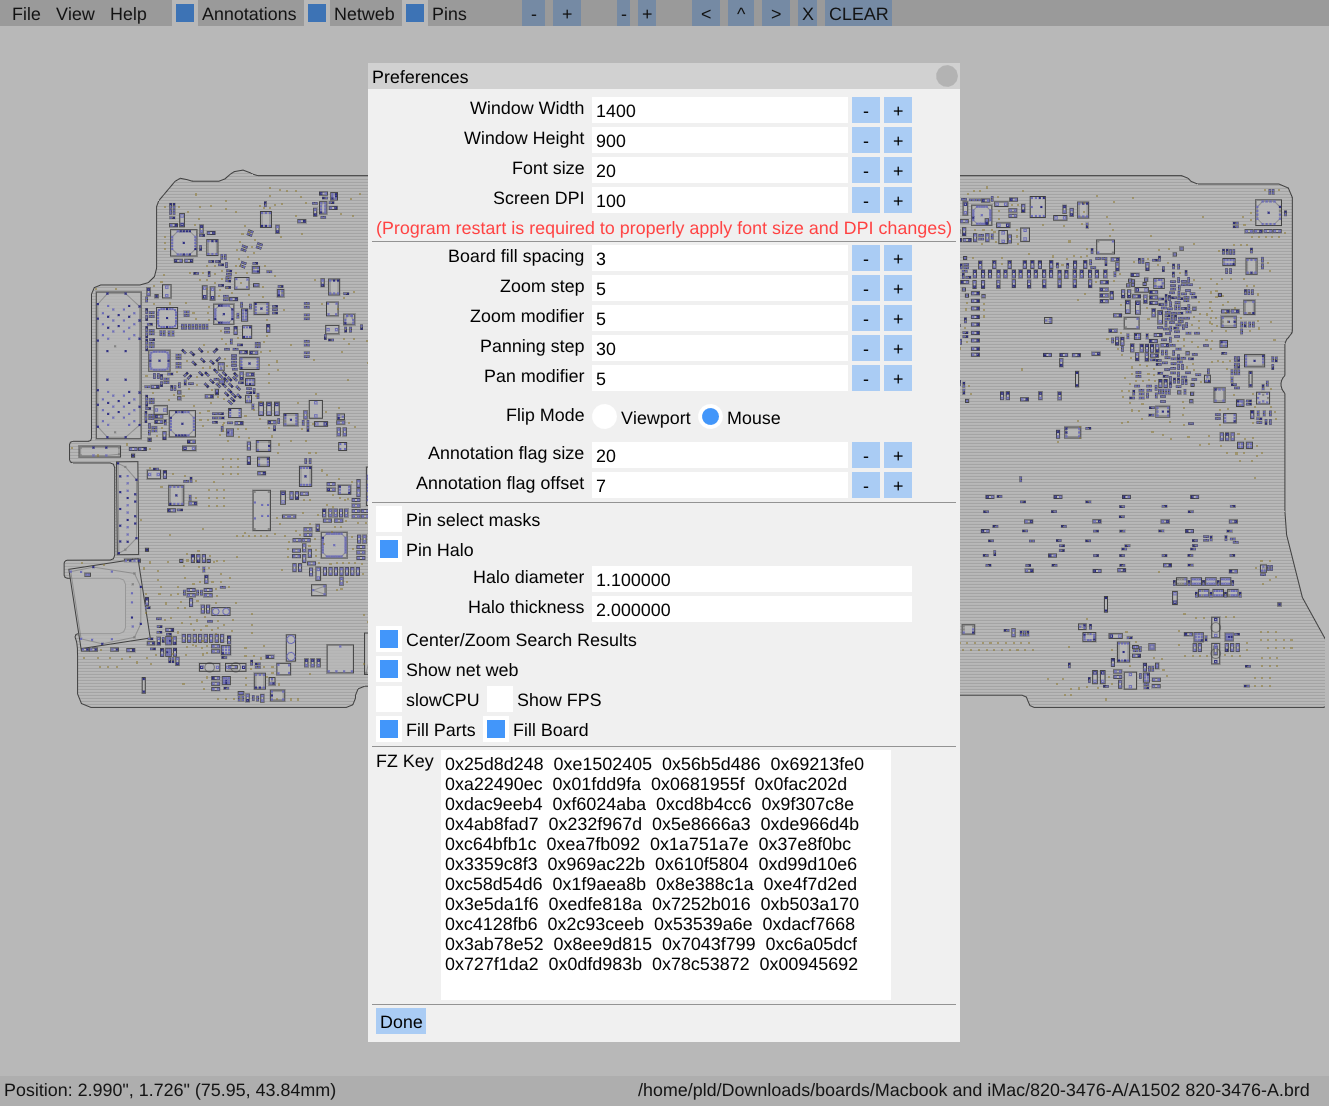 File View Help Annotations Netweb Pins - + - + < ^ > X CLEAR
Preferences
Window Width 1400 - +
Window Height 900 - +
Font size 20 - +
Screen DPI 100 - +
(Program restart is required to properly apply font size and DPI changes)
Board fill spacing 3 - +
Zoom step 5 - +
Zoom modifier 5 - +
Panning step 30 - +
Pan modifier 5 - +
Flip Mode Viewport Mouse
Annotation flag size 20 - +
Annotation flag offset 7 - +
Pin select masks
Pin Halo
Halo diameter 1.100000
Halo thickness 2.000000
Center/Zoom Search Results
Show net web
slowCPU Show FPS
Fill Parts Fill Board
FZ Key 0x25d8d248 0xe1502405 0x56b5d486 0x69213fe0
0xa22490ec 0x01fdd9fa 0x0681955f 0x0fac202d
0xdac9eeb4 0xf6024aba 0xcd8b4cc6 0x9f307c8e
0x4ab8fad7 0x232f967d 0x5e8666a3 0xde966d4b
0xc64bfb1c 0xea7fb092 0x1a751a7e 0x37e8f0bc
0x3359c8f3 0x969ac22b 0x610f5804 0xd99d10e6
0xc58d54d6 0x1f9aea8b 0x8e388c1a 0xe4f7d2ed
0x3e5da1f6 0xedfe818a 0x7252b016 0xb503a170
0xc4128fb6 0x2c93ceeb 0x53539a6e 0xdacf7668
0x3ab78e52 0x8ee9d815 0x7043f799 0xc6a05dcf
0x727f1da2 0x0dfd983b 0x78c53872 0x00945692
Done
Position: 2.990", 1.726" (75.95, 43.84mm) /home/pld/Downloads/boards/Macbook and iMac/820-3476-A/A1502 820-3476-A.brd